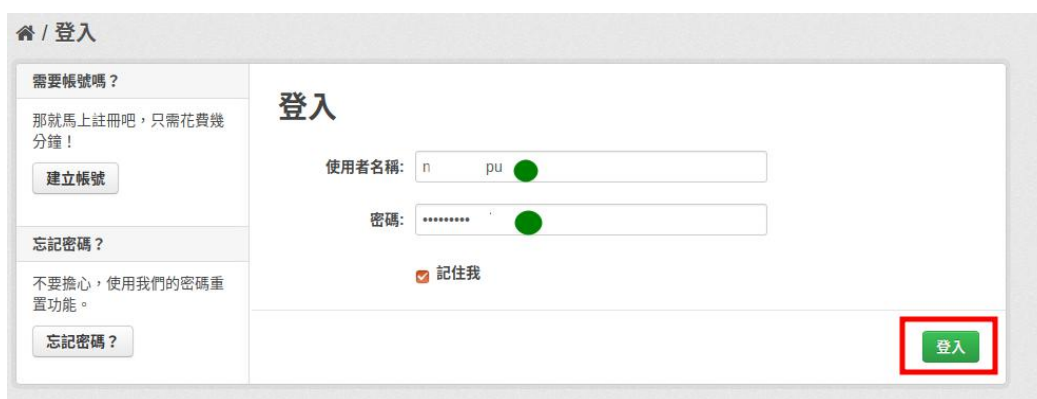 / 登入
需要帳號嗎？
那就馬上註冊吧，只需花費幾
分鐘！
建立帳號
忘記密碼？
不要擔心，使用我們的密碼重
置功能。
忘記密碼？
登入
使用者名稱: n pu
密碼: •••••••••
記住我
登入